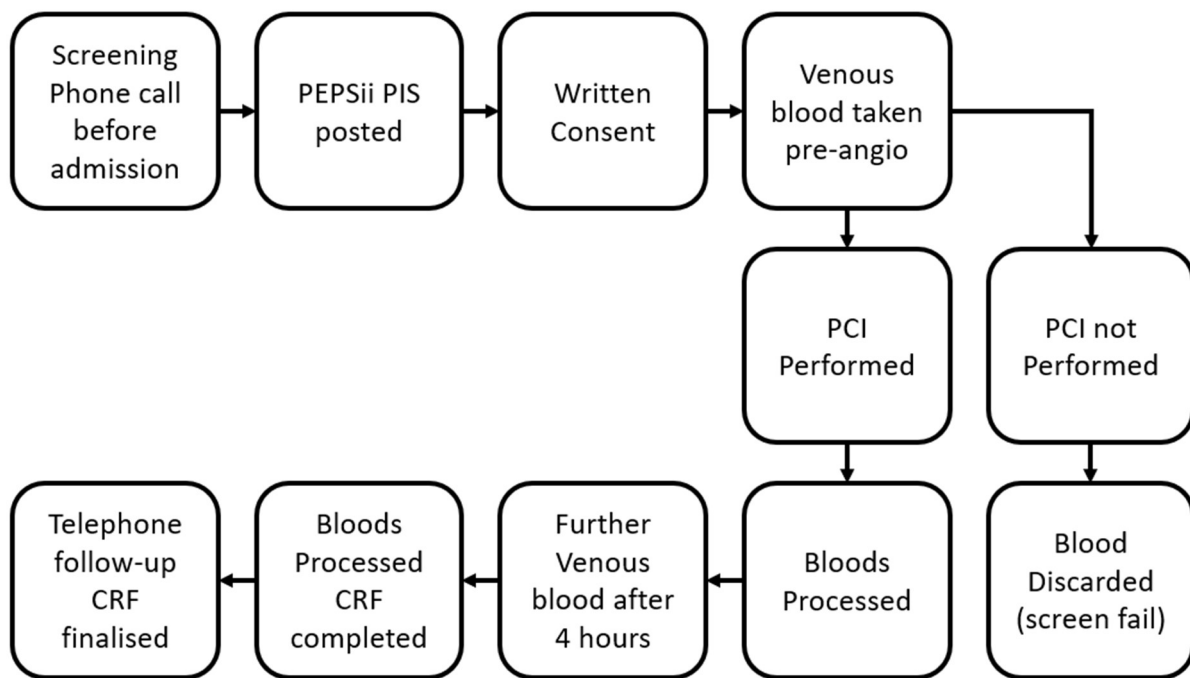 Screening
Phone call
before
admission
PEPSii PIS
posted
Written
Consent
Venous
blood taken
pre-angio
PCI
Performed
PCI not
Performed
Telephone
follow-up
CRF
finalised
Bloods
Processed
CRF
completed
Further
Venous
blood after
4 hours
Bloods
Processed
Blood
Discarded
(screen fail)